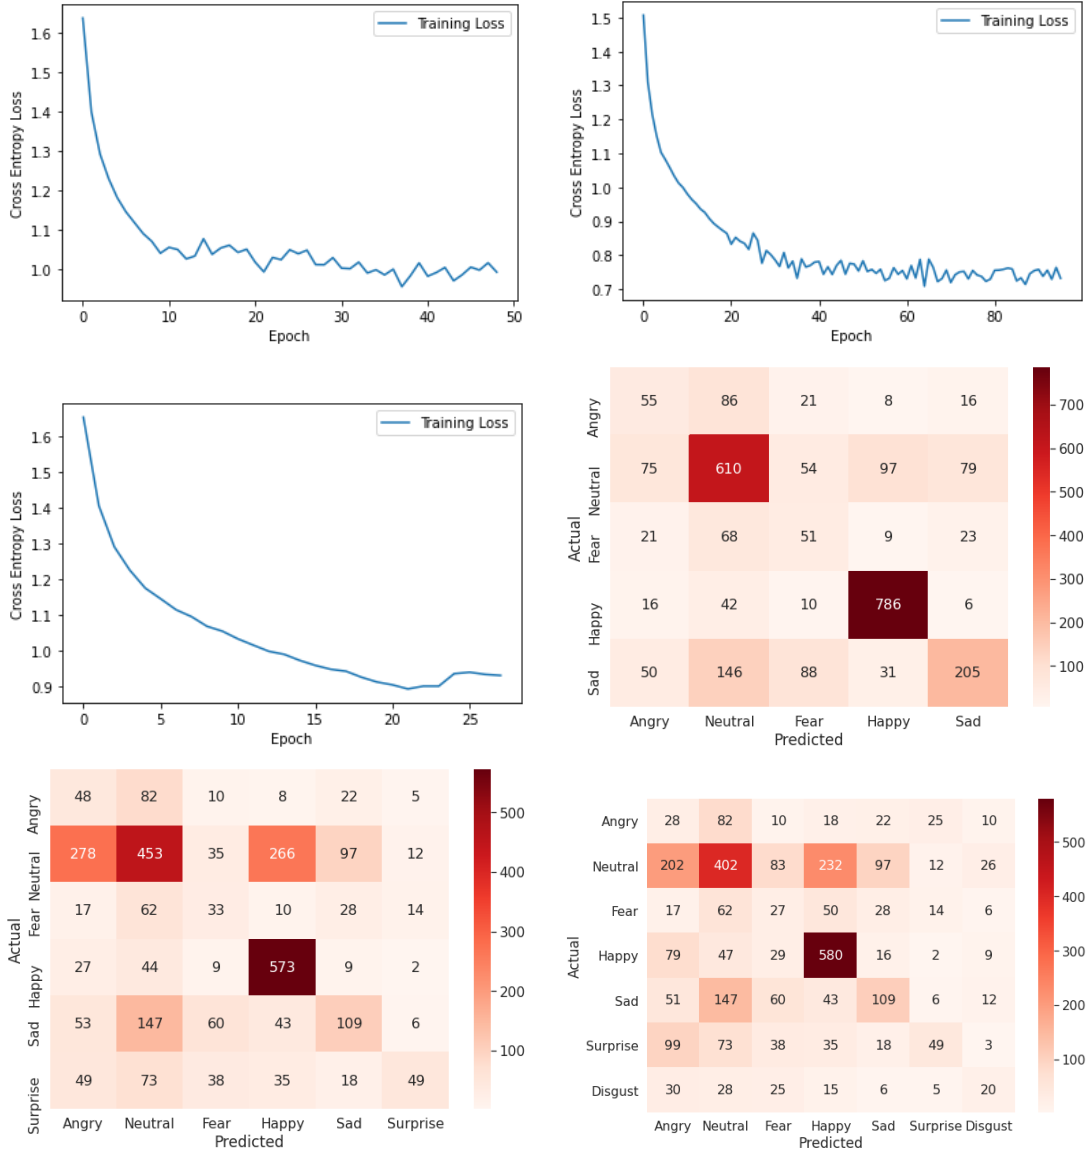 Training Loss
1.6
1.5
1.4
1.3
1.2
1.1
1.0
Cross Entropy Loss
0 10 20 30 40 50
Epoch
Training Loss
1.5
1.4
1.3
1.2
1.1
1.0
0.9
0.8
0.7
Cross Entropy Loss
0 20 40 60 80
Epoch
Training Loss
1.6
1.5
1.4
1.3
1.2
1.1
1.0
0.9
Cross Entropy Loss
0 5 10 15 20 25
Epoch
Actual
Angry 55 86 21 8 16
Neutral 75 610 54 97 79
Fear 21 68 51 9 23
Happy 16 42 10 786 6
Sad 50 146 88 31 205
Angry Neutral Fear Happy Sad
Predicted
700
600
500
400
300
200
100
Actual
Angry 48 82 10 8 22 5
Neutral 278 453 35 266 97 12
Fear 17 62 33 10 28 14
Happy 27 44 9 573 9 2
Sad 53 147 60 43 109 6
Surprise 49 73 38 35 18 49
Angry Neutral Fear Happy Sad Surprise
Predicted
500
400
300
200
100
Actual
Angry 28 82 10 18 22 25 10
Neutral 202 402 83 232 97 12 26
Fear 17 62 27 50 28 14 6
Happy 79 47 29 580 16 2 9
Sad 51 147 60 43 109 6 12
Surprise 99 73 38 35 18 49 3
Disgust 30 28 25 15 6 5 20
Angry Neutral Fear Happy Sad Surprise Disgust
Predicted
500
400
300
200
100